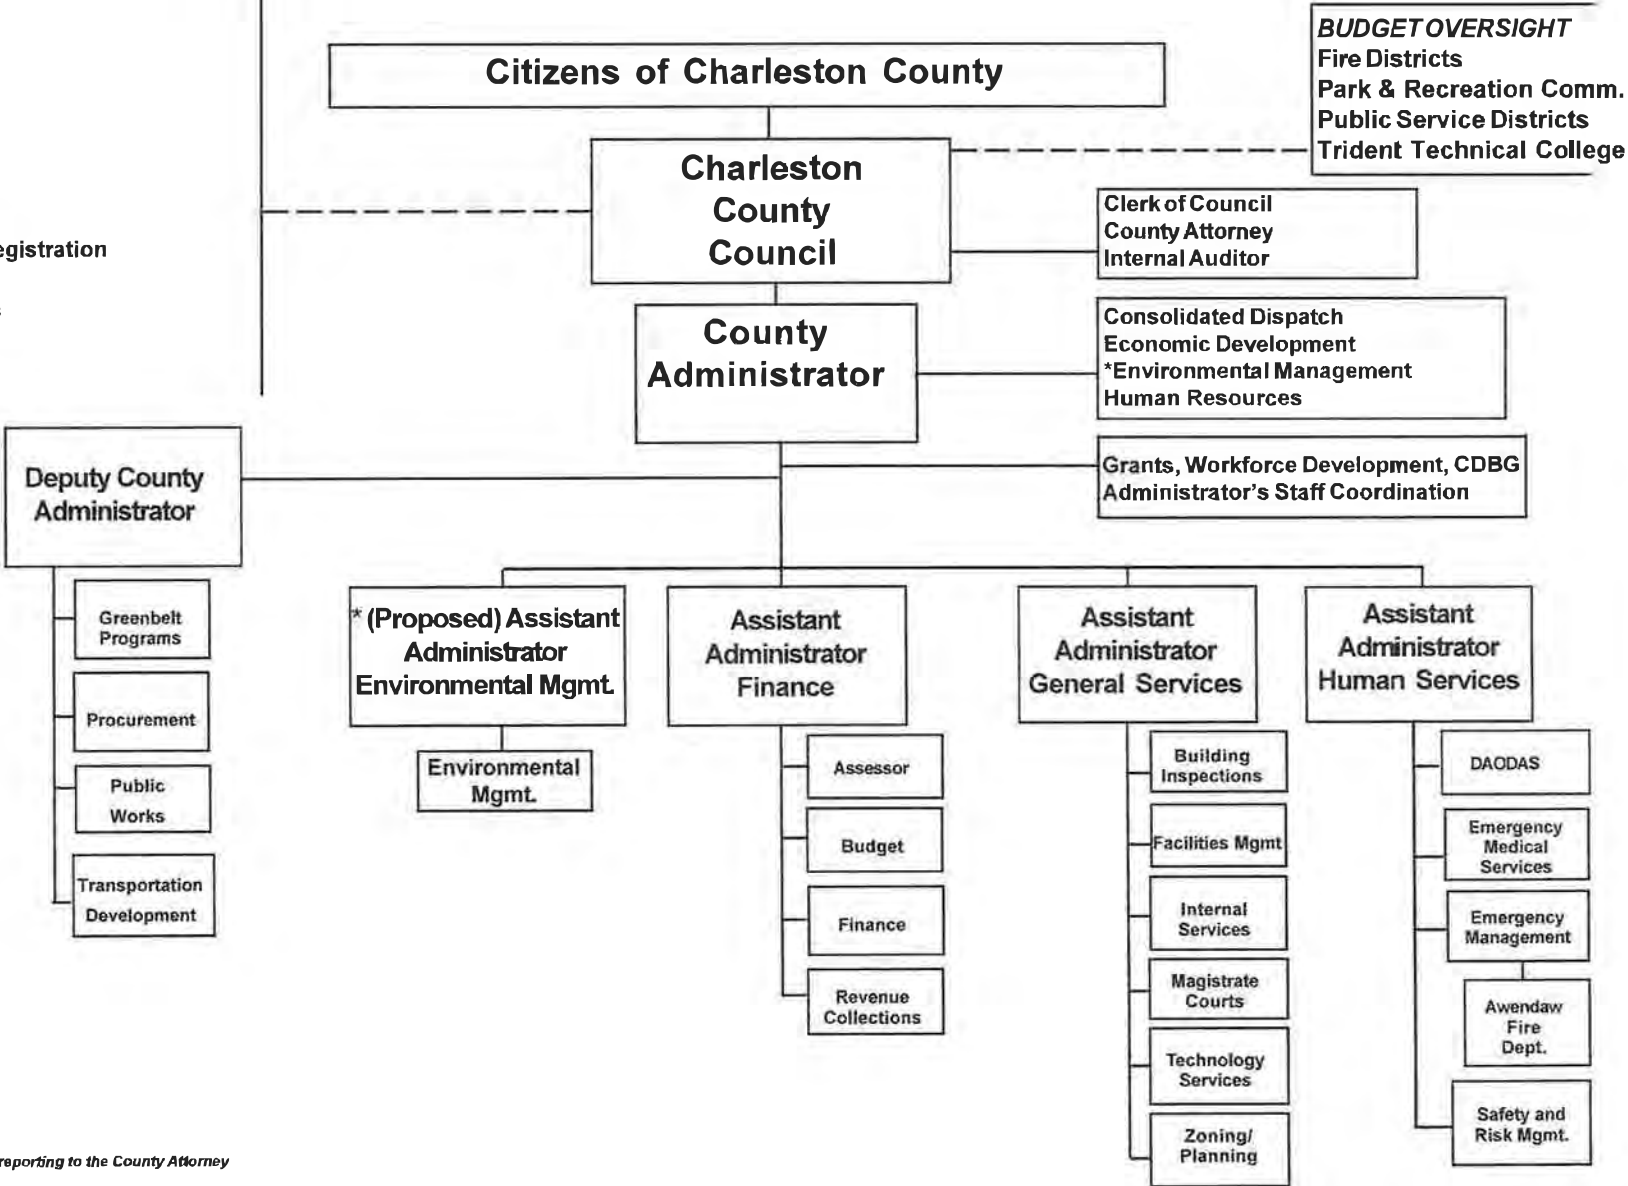 BUDGET OVERSIGHT
Fire Districts
Park & Recreation Comm.
Public Service Districts
Trident Technical College
Citizens of Charleston County
Charleston
County
Council
Clerk of Council
County Attorney
Internal Auditor
egistration
County
Administrator
Consolidated Dispatch
Economic Development
*Environmental Management
Human Resources
Grants, Workforce Development, CDBG
Administrator's Staff Coordination
Deputy County
Administrator
Greenbelt
Programs
Procurement
Public
Works
Transportation
Development
* (Proposed) Assistant
Administrator
Environmental Mgmt.
Environmental
Mgmt.
Assistant
Administrator
Finance
Assessor
Budget
Finance
Revenue
Collections
Assistant
Administrator
General Services
Building
Inspections
Facilities Mgmt
Internal
Services
Magistrate
Courts
Technology
Services
Zoning/
Planning
Assistant
Administrator
Human Services
DAODAS
Emergency
Medical
Services
Emergency
Management
Awendaw
Fire
Dept.
Safety and
Risk Mgmt.
reporting to the County Attorney